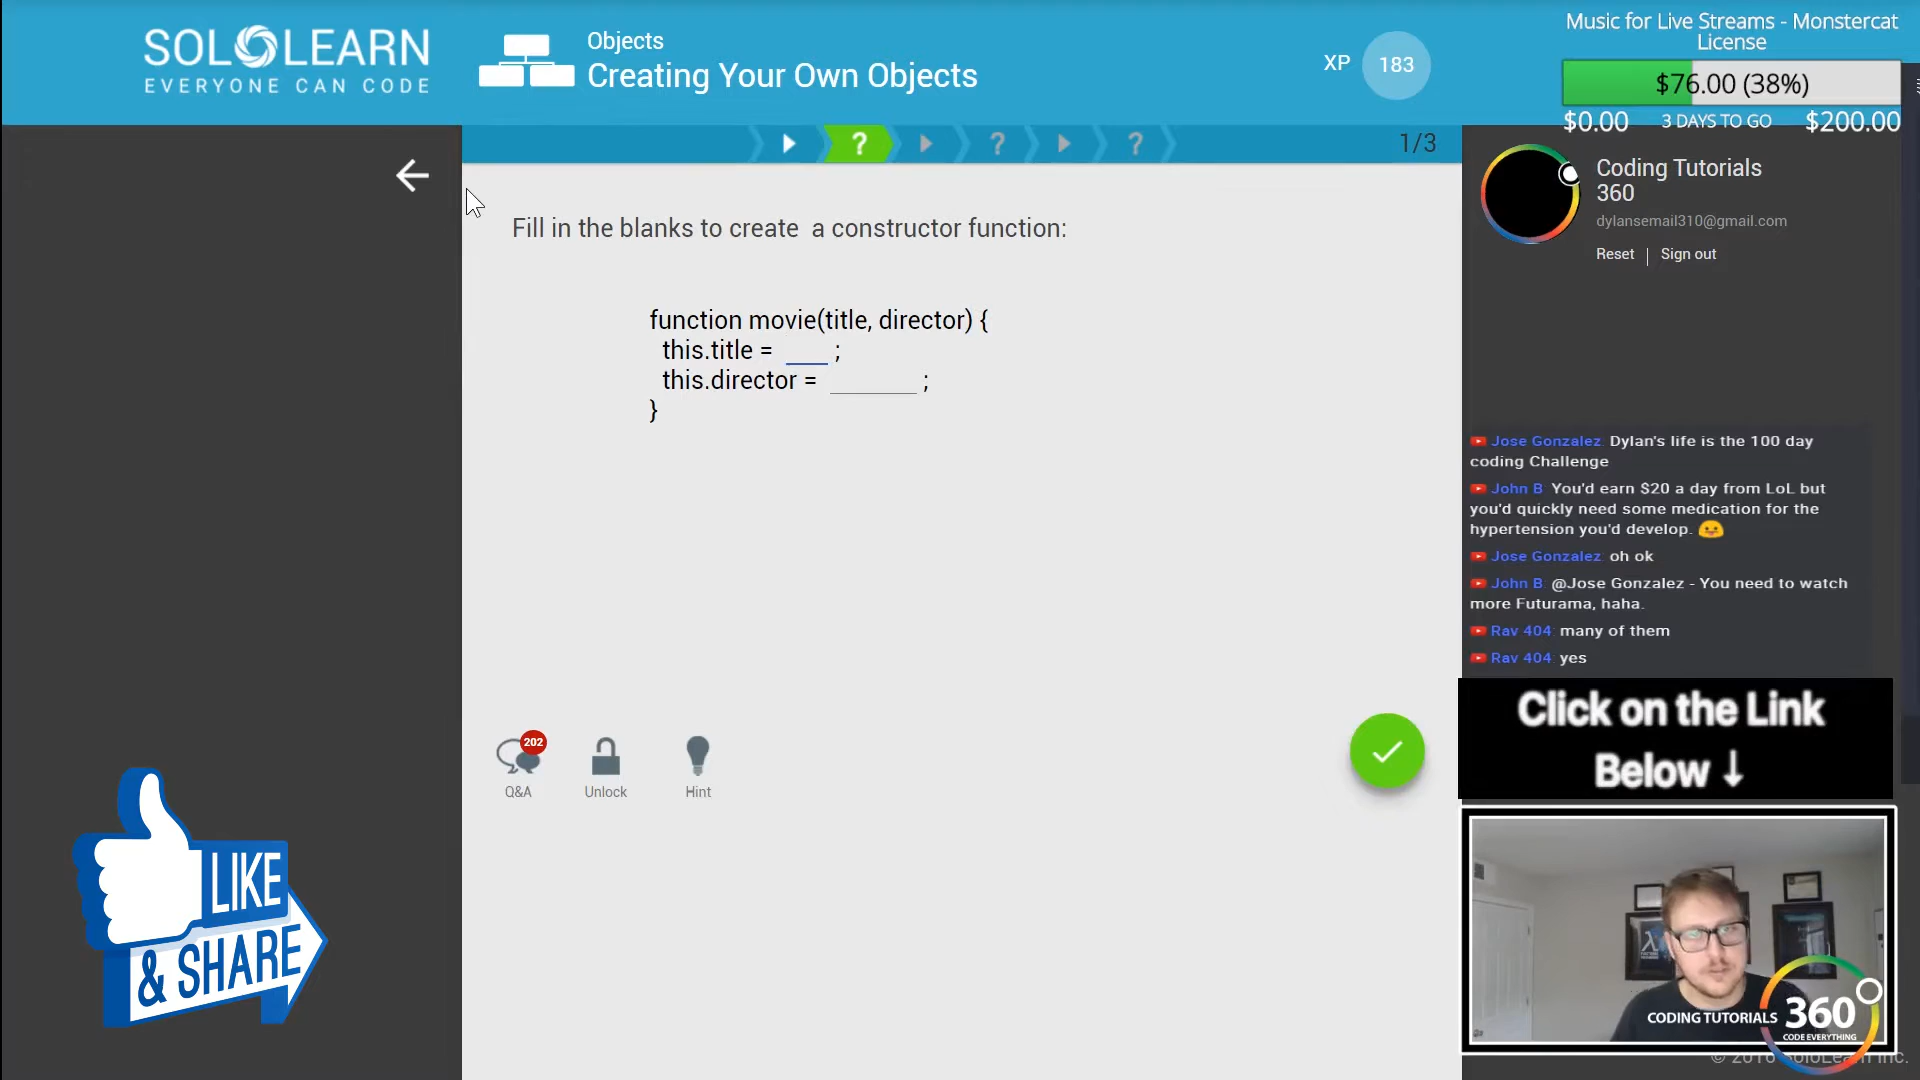 SOLOLEARN
EVERYONE CAN CODE
Objects
Creating Your Own Objects
XP 183
Music for Live Streams - Monstercat
License
$76.00 (38%)
$0.00 3 DAYS TO GO $200.00
? ? ?
1/3
Coding Tutorials
360
dylansemail310@gmail.com
Reset | Sign out
Fill in the blanks to create a constructor function:
function movie(title, director) {
this.title = ____ ;
this.director = ________ ;
}
Jose Gonzalez: Dylan's life is the 100 day
coding Challenge
John B: You'd earn $20 a day from LoL but
you'd quickly need some medication for the
hypertension you'd develop.
Jose Gonzalez: oh ok
John B: @Jose Gonzalez - You need to watch
more Futurama, haha.
Rav 404: many of them
Rav 404: yes
202
Q&A
Unlock
Hint
Click on the Link
Below ↓
LIKE
& SHARE
CODING TUTORIALS 360
CODE EVERYTHING
© 2016 SoloLearn Inc.